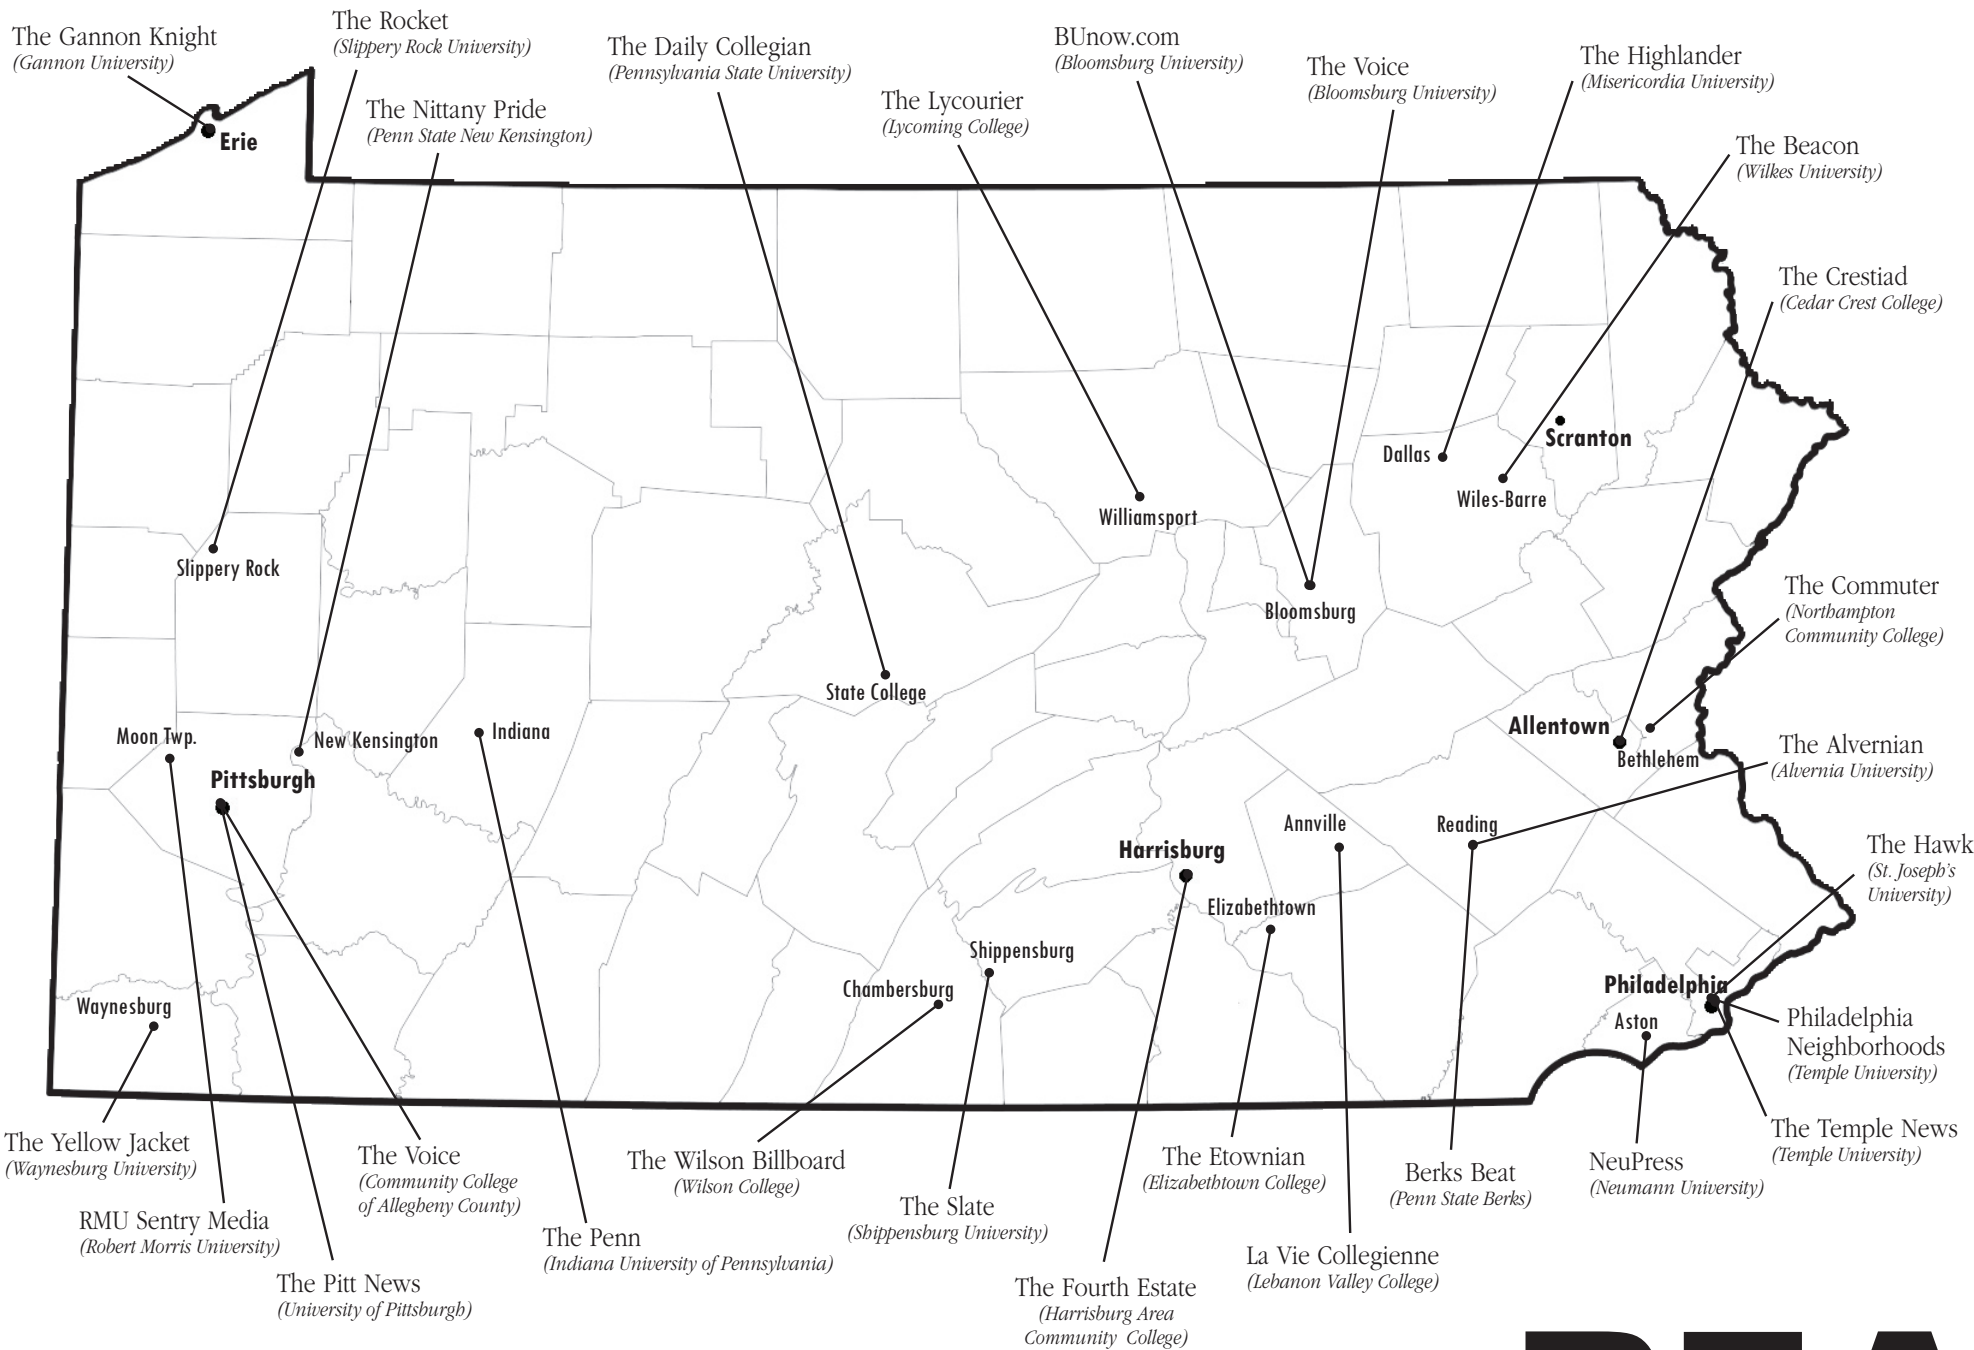 The Gannon Knight
(Gannon University)
The Rocket
(Slippery Rock University)
The Nittany Pride
(Penn State New Kensington)
The Daily Collegian
(Pennsylvania State University)
The Lycourier
(Lycoming College)
BUnow.com
(Bloomsburg University)
The Voice
(Bloomsburg University)
The Highlander
(Misericordia University)
The Beacon
(Wilkes University)
The Crestiad
(Cedar Crest College)
The Commuter
(Northampton
Community College)
The Alvernian
(Alvernia University)
The Hawk
(St. Joseph's
University)
Philadelphia
Neighborhoods
(Temple University)
The Temple News
(Temple University)
Erie
Scranton
Dallas
Wiles-Barre
Williamsport
Slippery Rock
Bloomsburg
State College
Moon Twp.
New Kensington
Indiana
Allentown
Bethlehem
Pittsburgh
Annville
Reading
Harrisburg
Elizabethtown
Shippensburg
Chambersburg
Philadelphia
Aston
Waynesburg
The Yellow Jacket
(Waynesburg University)
RMU Sentry Media
(Robert Morris University)
The Pitt News
(University of Pittsburgh)
The Voice
(Community College
of Allegheny County)
The Penn
(Indiana University of Pennsylvania)
The Wilson Billboard
(Wilson College)
The Slate
(Shippensburg University)
The Fourth Estate
(Harrisburg Area
Community College)
The Etownian
(Elizabethtown College)
La Vie Collegienne
(Lebanon Valley College)
Berks Beat
(Penn State Berks)
NeuPress
(Neumann University)